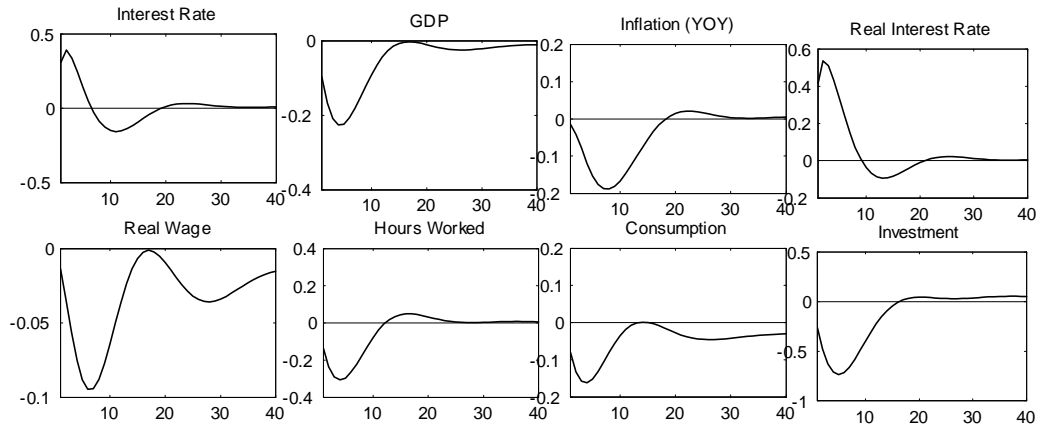 Interest Rate
0.5
0
-0.5
10 20 30 40
GDP
0
-0.2
-0.4
10 20 30 40
Inflation (YOY)
0.2
0.1
0
-0.1
-0.2
10 20 30 40
Real Interest Rate
0.6
0.4
0.2
0
-0.2
10 20 30 40
Real Wage
0
-0.05
-0.1
10 20 30 40
Hours Worked
0.4
0.2
0
-0.2
-0.4
10 20 30 40
Consumption
0.2
0.1
0
-0.1
-0.2
10 20 30 40
Investment
0.5
0
-0.5
-1
10 20 30 40